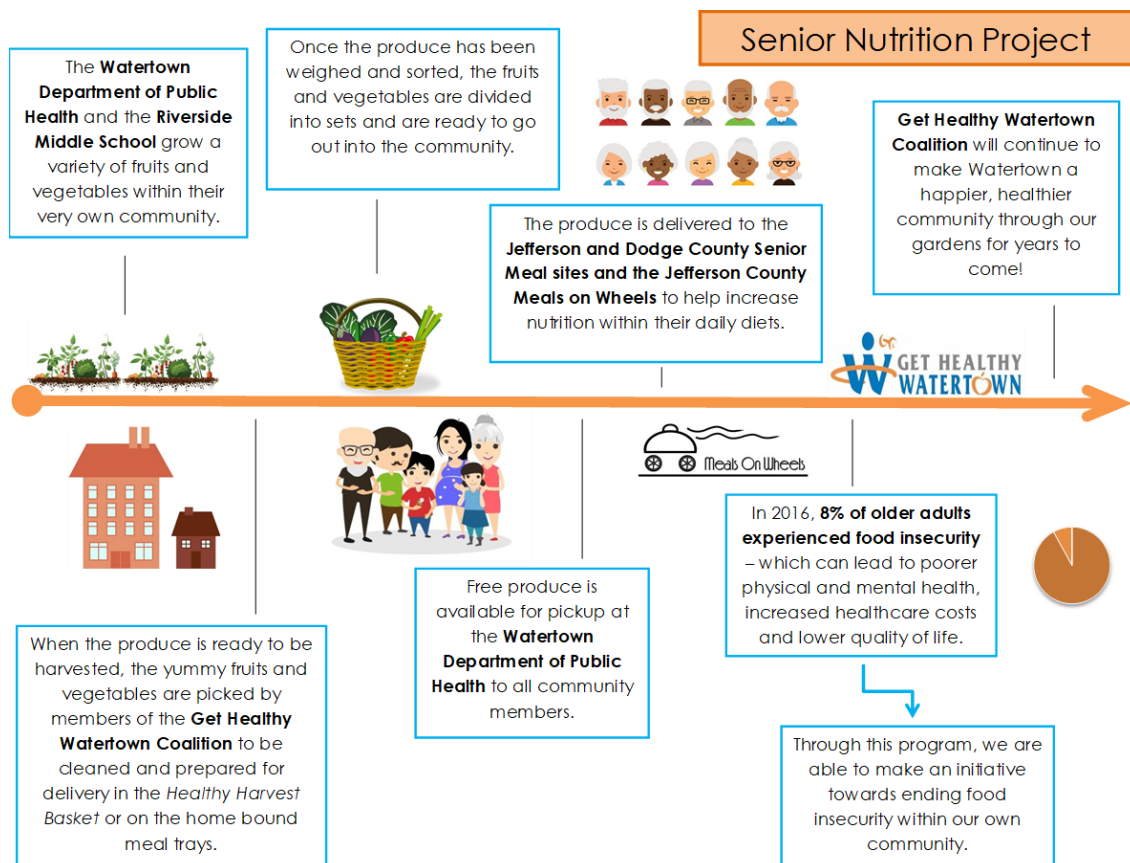 Senior Nutrition Project
The Watertown
Department of Public
Health and the Riverside
Middle School grow a
variety of fruits and
vegetables within their
very own community.
When the produce is ready to be
harvested, the yummy fruits and
vegetables are picked by
members of the Get Healthy
Watertown Coalition to be
cleaned and prepared for
delivery in the Healthy Harvest
Basket or on the home bound
meal trays.
Once the produce has been
weighed and sorted, the fruits
and vegetables are divided
into sets and are ready to go
out into the community.
Free produce is
available for pickup at
the Watertown
Department of Public
Health to all community
members.
The produce is delivered to the
Jefferson and Dodge County Senior
Meal sites and the Jefferson County
Meals on Wheels to help increase
nutrition within their daily diets.
Meals On Wheels
In 2016, 8% of older adults
experienced food insecurity
– which can lead to poorer
physical and mental health,
increased healthcare costs
and lower quality of life.
Through this program, we are
able to make an initiative
towards ending food
insecurity within our own
community.
Get Healthy Watertown
Coalition will continue to
make Watertown a
happier, healthier
community through our
gardens for years to
come!
GET HEALTHY
WATERTOWN